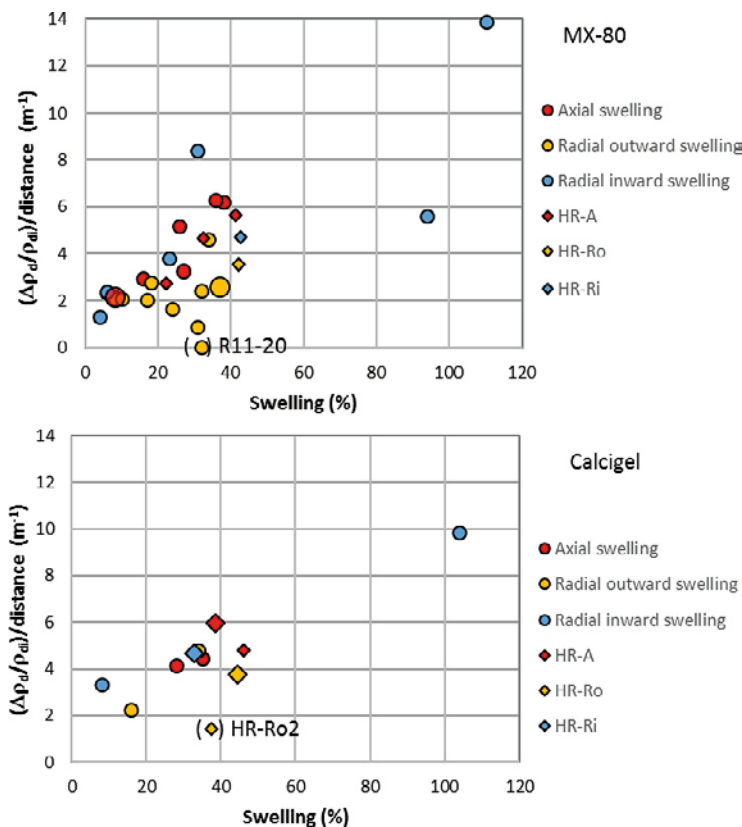 MX-80
14
12
10
8
6
4
2
0
(Δρd/ρdi)/distance (m⁻¹)
Axial swelling
Radial outward swelling
Radial inward swelling
HR-A
HR-Ro
HR-Ri
( ) R11-20
0 20 40 60 80 100 120
Swelling (%)
Calcigel
14
12
10
8
6
4
2
0
(Δρd/ρdi)/distance (m⁻¹)
Axial swelling
Radial outward swelling
Radial inward swelling
HR-A
HR-Ro
HR-Ri
( ) HR-Ro2
0 20 40 60 80 100 120
Swelling (%)